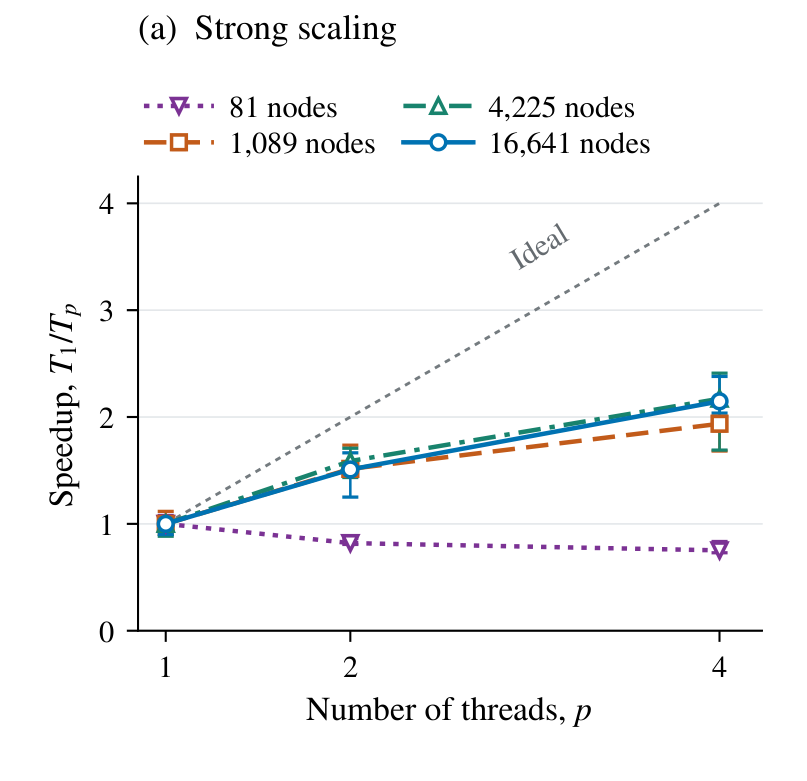 (a) Strong scaling
81 nodes
4,225 nodes
1,089 nodes
16,641 nodes
4
3
2
1
0
Speedup, T₁/Tₚ
Ideal
1
2
4
Number of threads, p